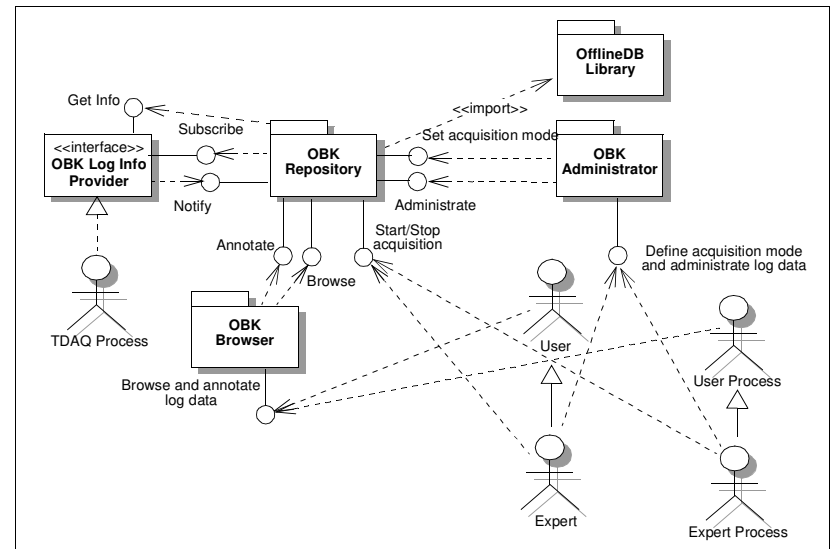 OfflineDB
Library
Get Info
<<import>>
Subscribe
Set acquisition mode
<<interface>>
OBK Log Info
Provider
OBK
Repository
OBK
Administrator
Notify
Administrate
Annotate
Start/Stop
acquisition
Define acquisition mode
and administrate log data
Browse
OBK
Browser
TDAQ Process
User
User Process
Browse and annotate
log data
Expert
Expert Process